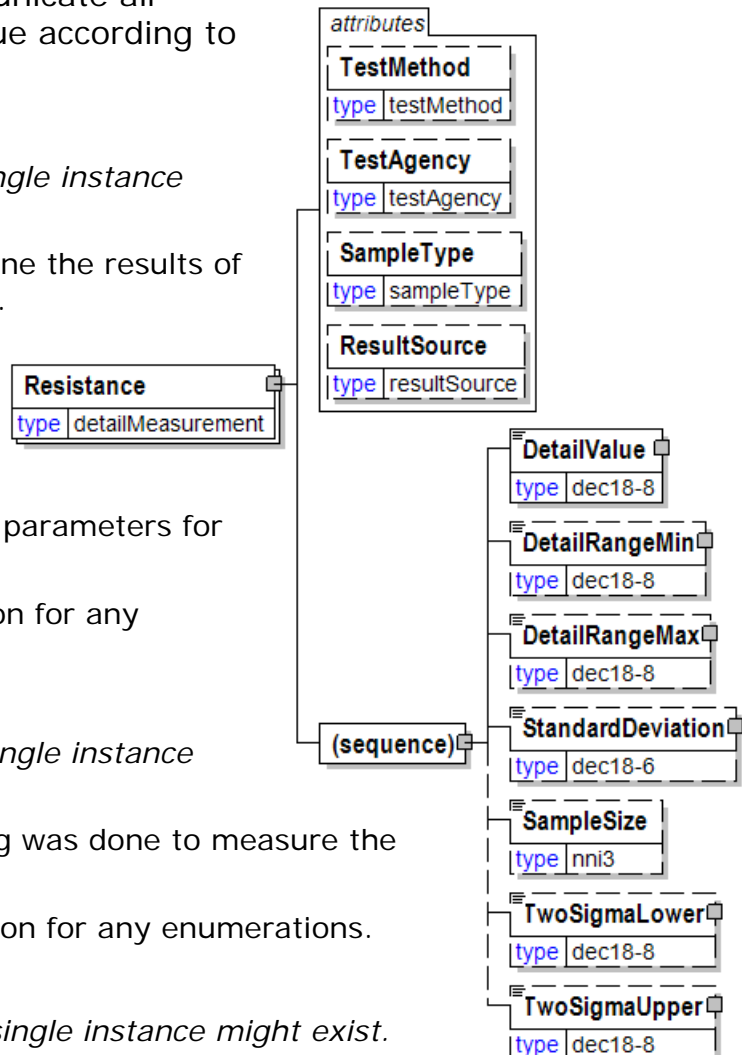 unicate all
ue according to
ngle instance
ne the results of
.
parameters for
on for any
ngle instance
g was done to measure the
on for any enumerations.
single instance might exist.
Resistance
type detailMeasurement
attributes
TestMethod
type testMethod
TestAgency
type testAgency
SampleType
type sampleType
ResultSource
type resultSource
(sequence)
DetailValue
type dec18-8
DetailRangeMin
type dec18-8
DetailRangeMax
type dec18-8
StandardDeviation
type dec18-6
SampleSize
type nni3
TwoSigmaLower
type dec18-8
TwoSigmaUpper
type dec18-8